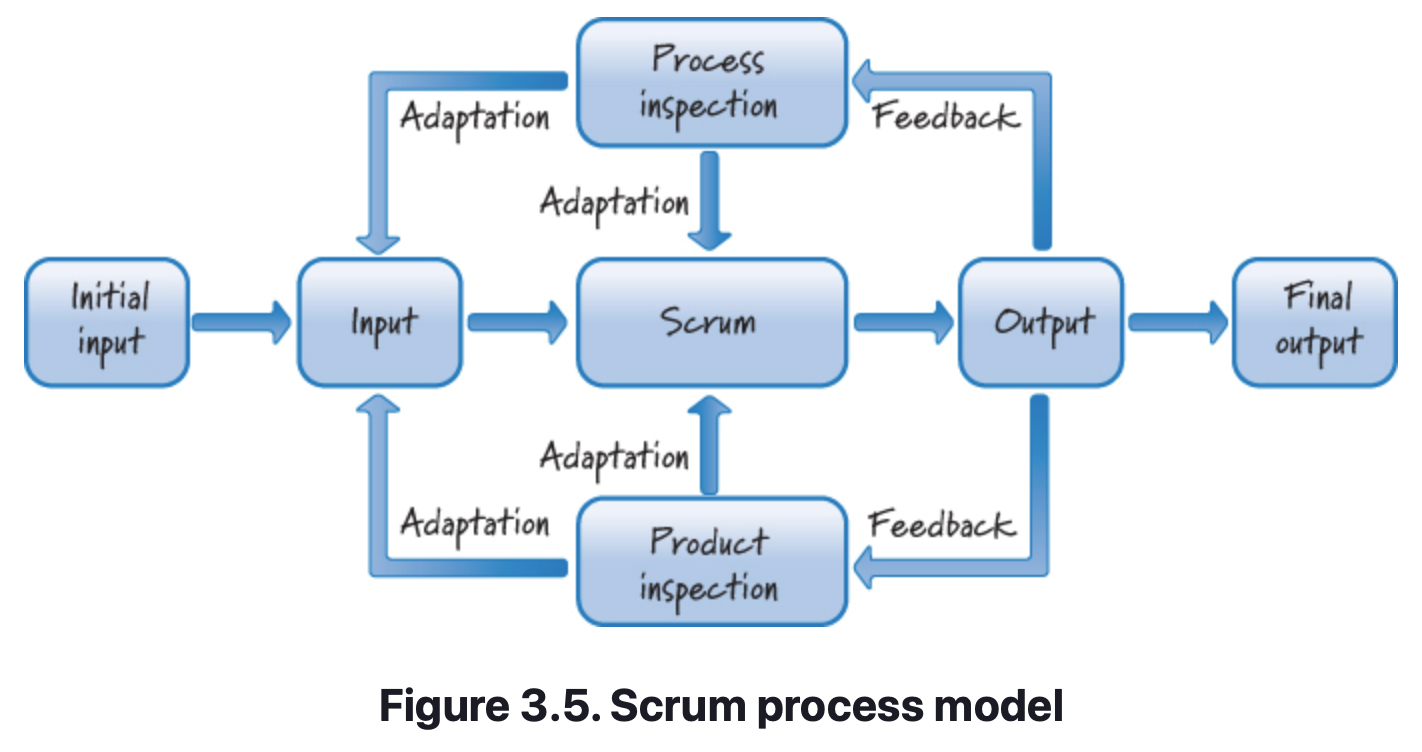 Process
inspection
Adaptation
Feedback
Adaptation
Initial
input
Input
Scrum
Output
Final
output
Adaptation
Adaptation
Feedback
Product
inspection
Figure 3.5. Scrum process model